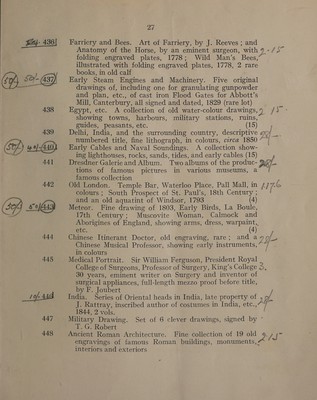 27
436 Farriery and Bees. Art of Farriery, by J. Reeves; and
Anatomy of the Horse, by an eminent surgeon, with
folding engraved plates, 1778; Wild Man's Bees,
illustrated with folding engraved plates, 1778, 2 rare
books, in old calf
437 Early Steam Engines and Machinery. Five original
drawings of, including one for granulating gunpowder
and plan, etc., of cast iron Flood Gates for Abbott's
Mill, Canterbury, all signed and dated, 1829 (rare lot)
438 Egypt, etc. A collection of old water-colour drawings,
showing towns, harbours, military stations, ruins,
guides, peasants, etc. (15)
439 Delhi, India, and the surrounding country, descriptive
numbered title, fine lithograph, in colours, circa 1850
440 Early Cables and Naval Soundings. A collection show-
ing lighthouses, rocks, sands, tides, and early cables (15)
441 Dresdner Galerie and Album. Two albums of the produc-
tions of famous pictures in various museums, a
famous collection
442 Old London. Temple Bar, Waterloo Place, Pall Mall, in
colours; South Prospect of St. Paul's, 18th Century;
and an old aquatint of Windsor, 1793 (4)
443 Meteor. Fine drawing of 1803, Early Birds, La Boule,
17th Century; Muscovite Woman, Calmock and
Aborigines of England, showing arms, dress, warpaint,
etc. (4)
444 Chinese Itinerant Doctor, old engraving, rare; and a
Chinese Musical Professor, showing early instruments,
in colours
445 Medical Portrait. Sir William Ferguson, President Royal
College of Surgeons, Professor of Surgery, King's College
30 years, eminent writer on Surgery and inventor of
surgical appliances, full-length mezzo proof before title,
by F. Joubert
446 India. Series of Oriental heads in India, late property of
J. Rattray, inscribed author of costumes in India, etc.,
1844, 2 vols.
447 Military Drawing. Set of 6 clever drawings, signed by
T. G. Robert
448 Ancient Roman Architecture. Fine collection of 19 old
engravings of famous Roman buildings, monuments,
interiors and exteriors